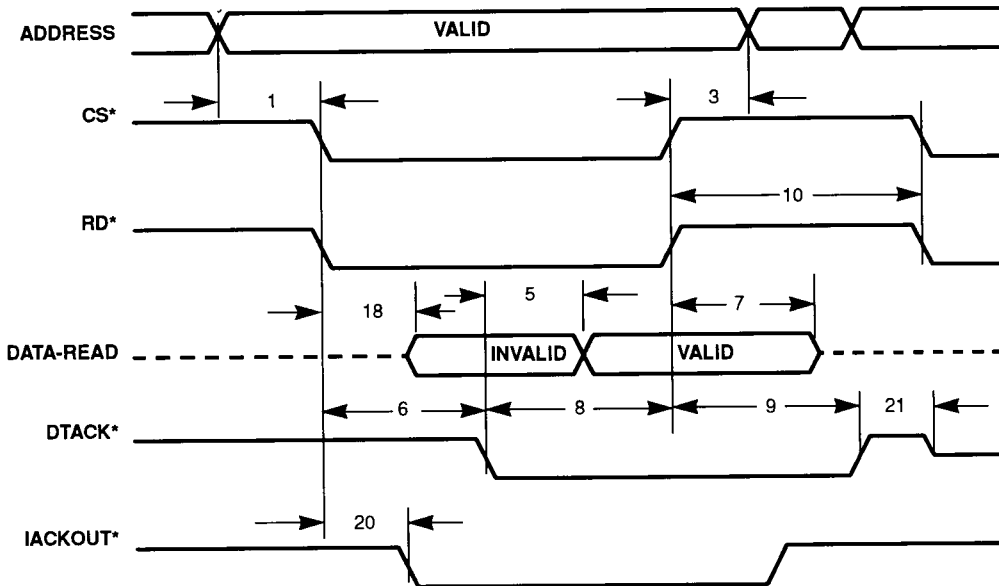 ADDRESS
VALID
1
3
CS*
10
RD*
18
5
7
DATA-READ
INVALID
VALID
6
8
9
21
DTACK*
20
IACKOUT*